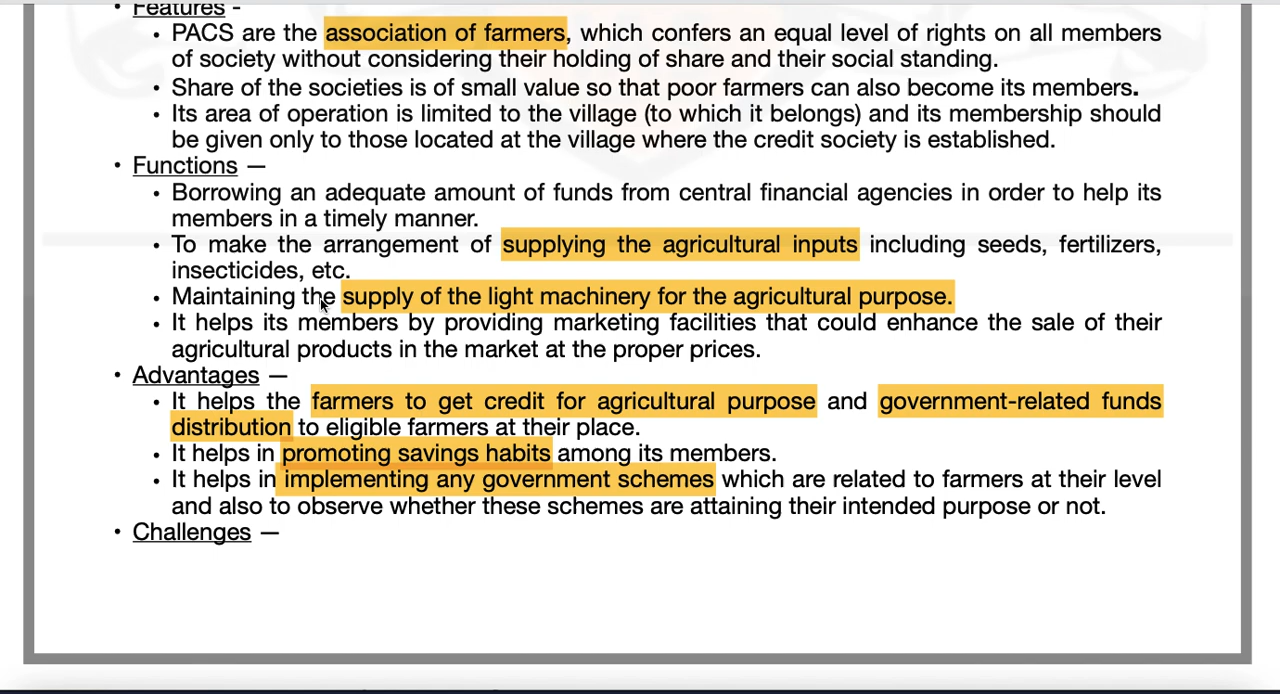 • Features -
• PACS are the association of farmers, which confers an equal level of rights on all members
of society without considering their holding of share and their social standing.
• Share of the societies is of small value so that poor farmers can also become its members.
• Its area of operation is limited to the village (to which it belongs) and its membership should
be given only to those located at the village where the credit society is established.
• Functions —
• Borrowing an adequate amount of funds from central financial agencies in order to help its
members in a timely manner.
• To make the arrangement of supplying the agricultural inputs including seeds, fertilizers,
insecticides, etc.
• Maintaining the supply of the light machinery for the agricultural purpose.
• It helps its members by providing marketing facilities that could enhance the sale of their
agricultural products in the market at the proper prices.
• Advantages —
• It helps the farmers to get credit for agricultural purpose and government-related funds
distribution to eligible farmers at their place.
• It helps in promoting savings habits among its members.
• It helps in implementing any government schemes which are related to farmers at their level
and also to observe whether these schemes are attaining their intended purpose or not.
• Challenges —